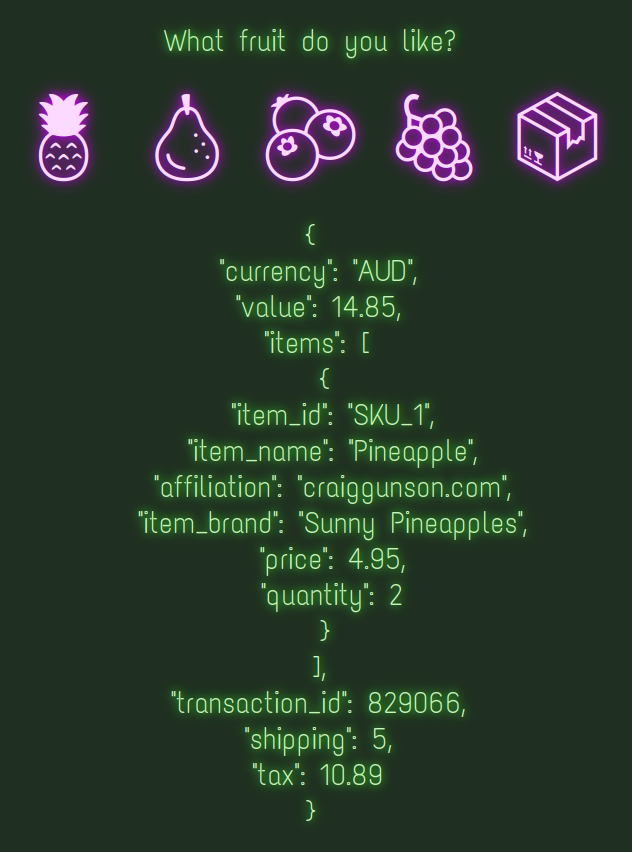 What fruit do you like?
{
"currency": "AUD",
"value": 14.85,
"items": [
{
"item_id": "SKU_1",
"item_name": "Pineapple",
"affiliation": "craiggunson.com",
"item_brand": "Sunny Pineapples",
"price": 4.95,
"quantity": 2
}
],
"transaction_id": 829066,
"shipping": 5,
"tax": 10.89
}